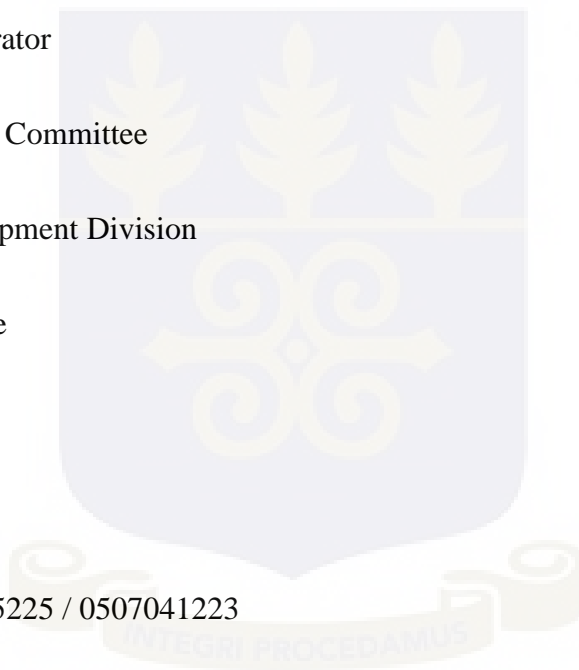 rator
Committee
pment Division
e
5225 / 0507041223
INTEGRI PROCEDAMUS